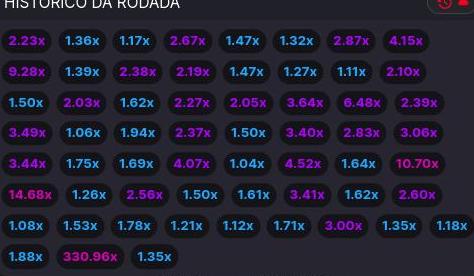 HISTÓRICO DA RODADA
2.23x 1.36x 1.17x 2.67x 1.47x 1.32x 2.87x 4.15x
9.28x 1.39x 2.38x 2.19x 1.47x 1.27x 1.11x 2.10x
1.50x 2.03x 1.62x 2.27x 2.05x 3.64x 6.48x 2.39x
3.49x 1.06x 1.94x 2.37x 1.50x 3.40x 2.83x 3.06x
3.44x 1.75x 1.69x 4.07x 1.04x 4.52x 1.64x 10.70x
14.68x 1.26x 2.56x 1.50x 1.61x 3.41x 1.62x 2.60x
1.08x 1.53x 1.78x 1.21x 1.12x 1.71x 3.00x 1.35x 1.18x
1.88x 330.96x 1.35x